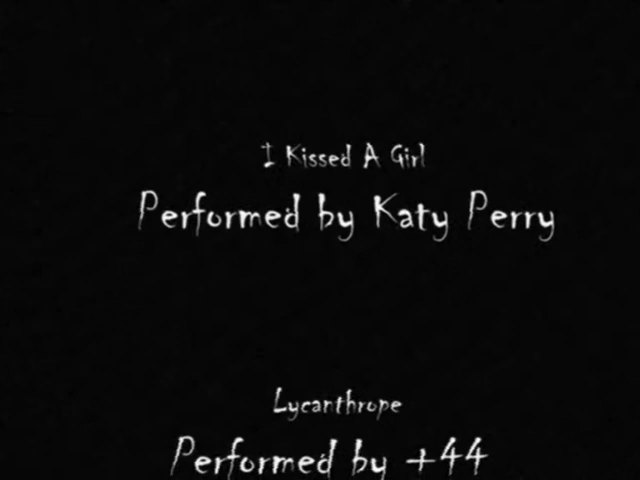 I Kissed A Girl
Performed by Katy Perry
Lycanthrope
Performed by +44